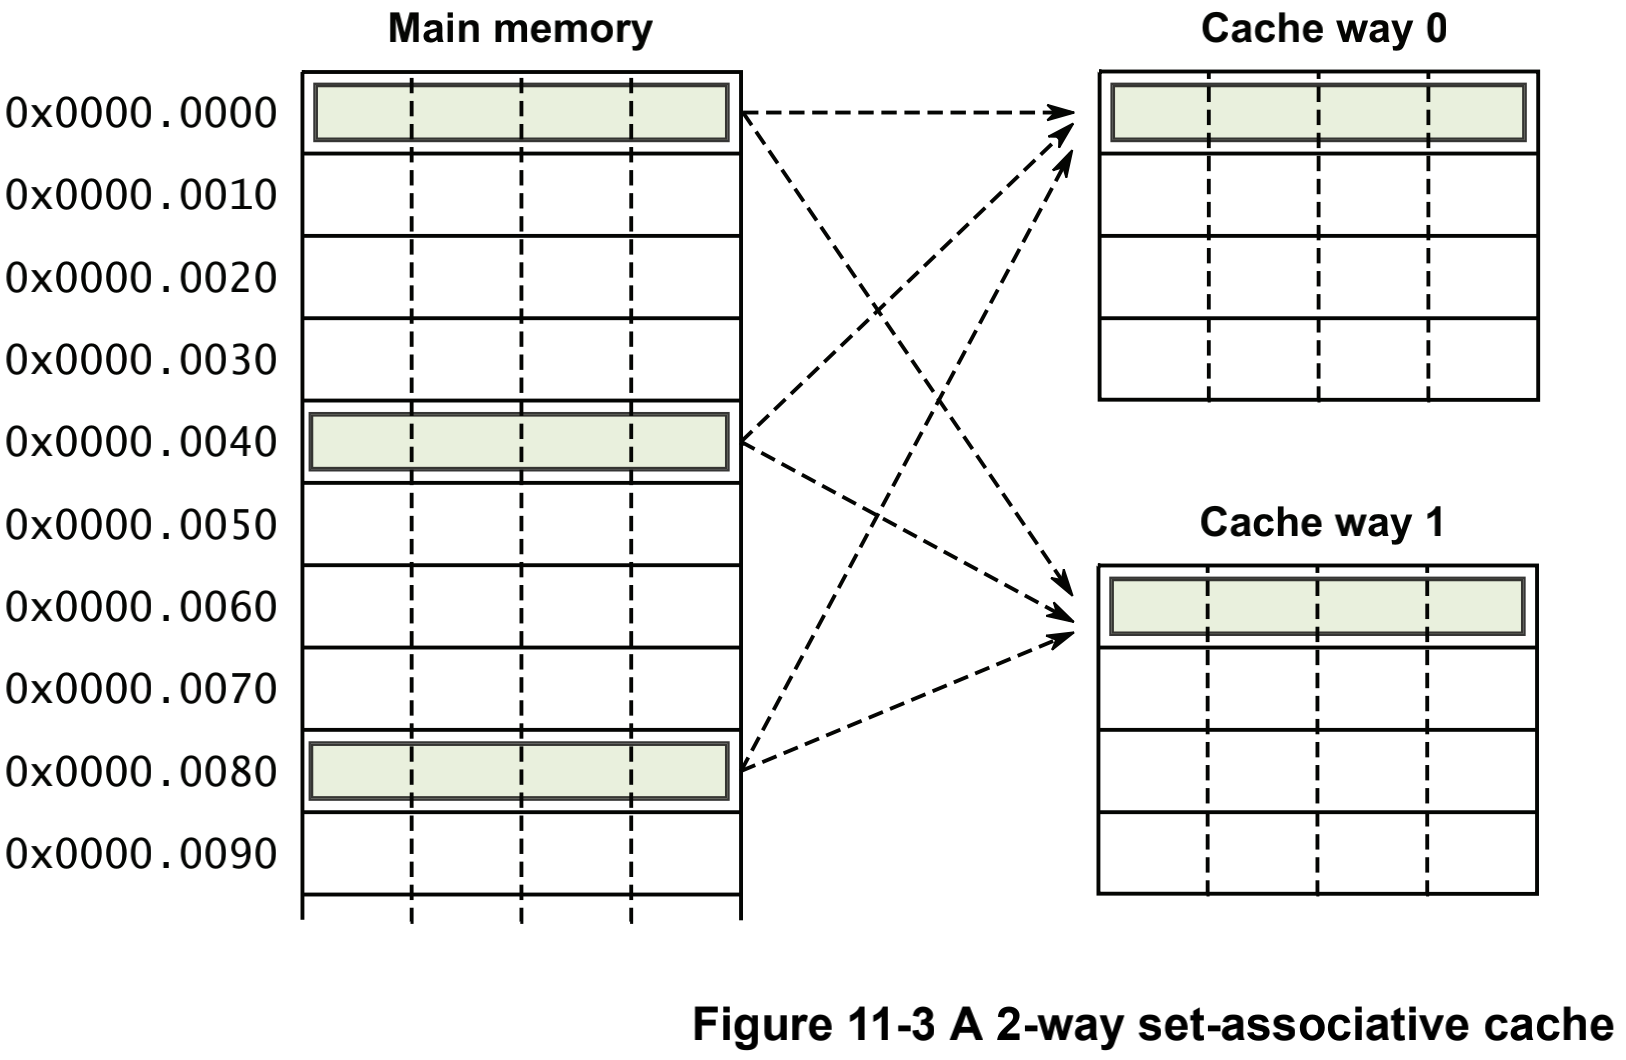 Main memory
Cache way 0
0x0000.0000
0x0000.0010
0x0000.0020
0x0000.0030
0x0000.0040
0x0000.0050
Cache way 1
0x0000.0060
0x0000.0070
0x0000.0080
0x0000.0090
Figure 11-3 A 2-way set-associative cache